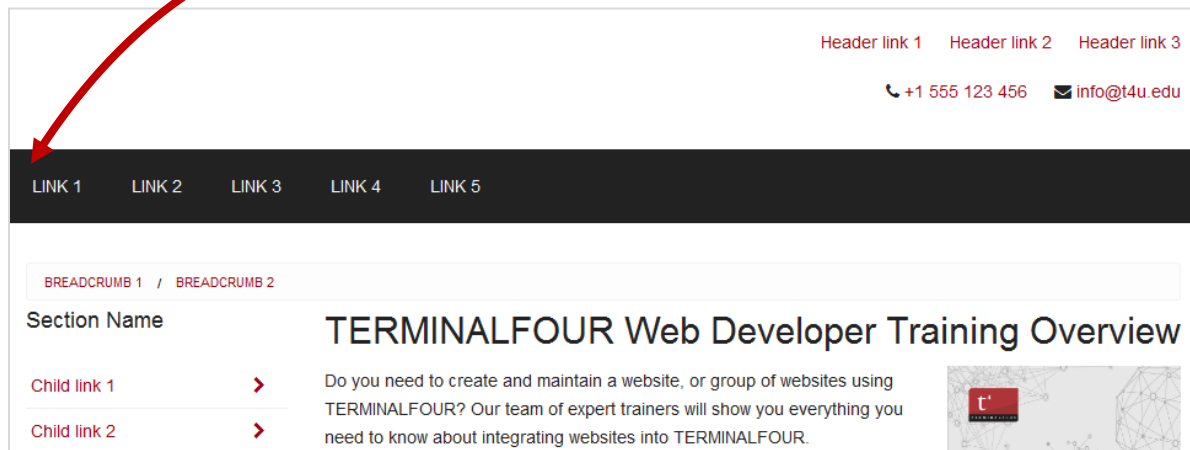 Header link 1 Header link 2 Header link 3
+1 555 123 456 info@t4u.edu
LINK 1 LINK 2 LINK 3 LINK 4 LINK 5
BREADCRUMB 1 / BREADCRUMB 2
Section Name
Child link 1
Child link 2
TERMINALFOUR Web Developer Training Overview
Do you need to create and maintain a website, or group of websites using
TERMINALFOUR? Our team of expert trainers will show you everything you
need to know about integrating websites into TERMINALFOUR.
t4
TERMINALFOUR